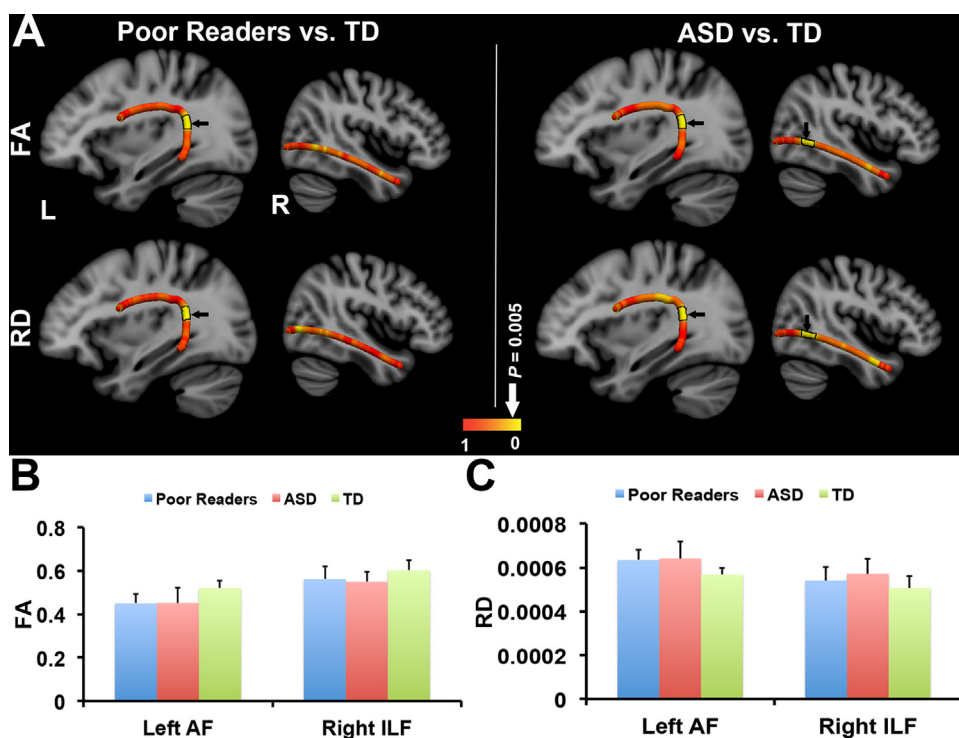 A
Poor Readers vs. TD
ASD vs. TD
FA
L
R
RD
P = 0.005
1
0
B
Poor Readers
ASD
TD
0.8
0.6
0.4
0.2
0
FA
Left AF
Right ILF
C
Poor Readers
ASD
TD
0.0008
0.0006
0.0004
0.0002
0
RD
Left AF
Right ILF